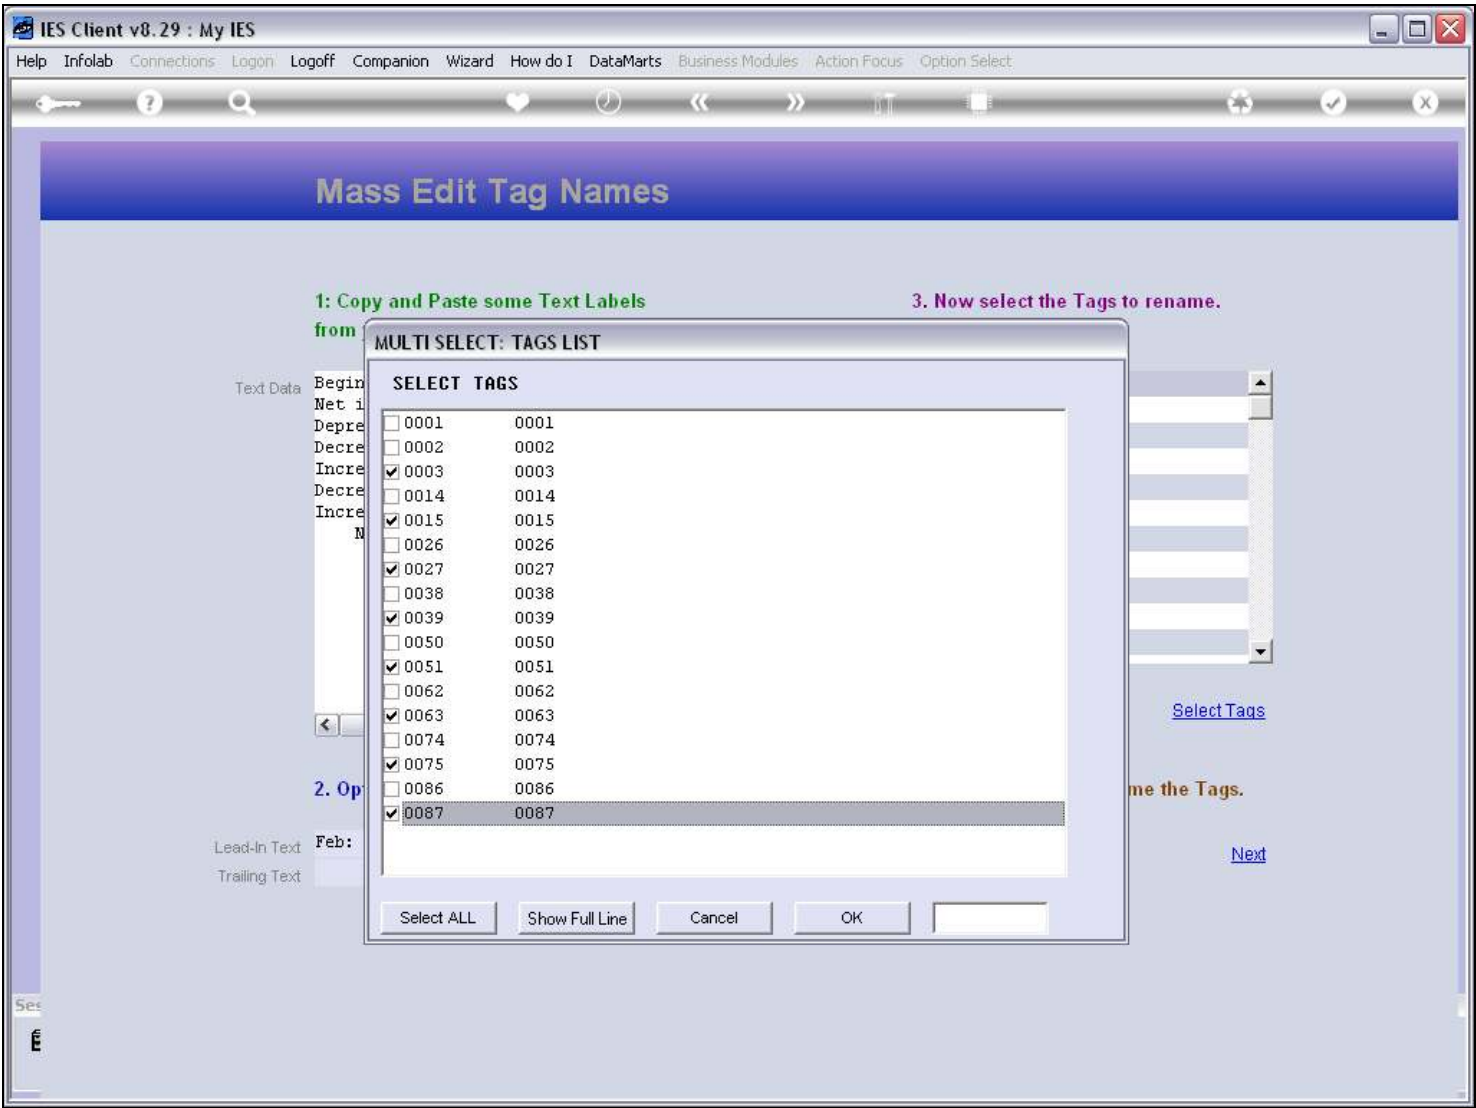 IES Client v8.29 : My IES
Help Infolab Connections Logon Logoff Companion Wizard How do I DataMarts Business Modules Action Focus Option Select
Mass Edit Tag Names
1: Copy and Paste some Text Labels
from
3. Now select the Tags to rename.
Text Data
Begin
Net i
Depre
Decre
Incre
Decre
Incre
N
MULTI SELECT: TAGS LIST
SELECT TAGS
0001 0001
0002 0002
0003 0003
0014 0014
0015 0015
0026 0026
0027 0027
0038 0038
0039 0039
0050 0050
0051 0051
0062 0062
0063 0063
0074 0074
0075 0075
0086 0086
0087 0087
Select ALL Show Full Line Cancel OK
Select Tags
2. Op
me the Tags.
Lead-In Text Feb:
Trailing Text
Next
Ses